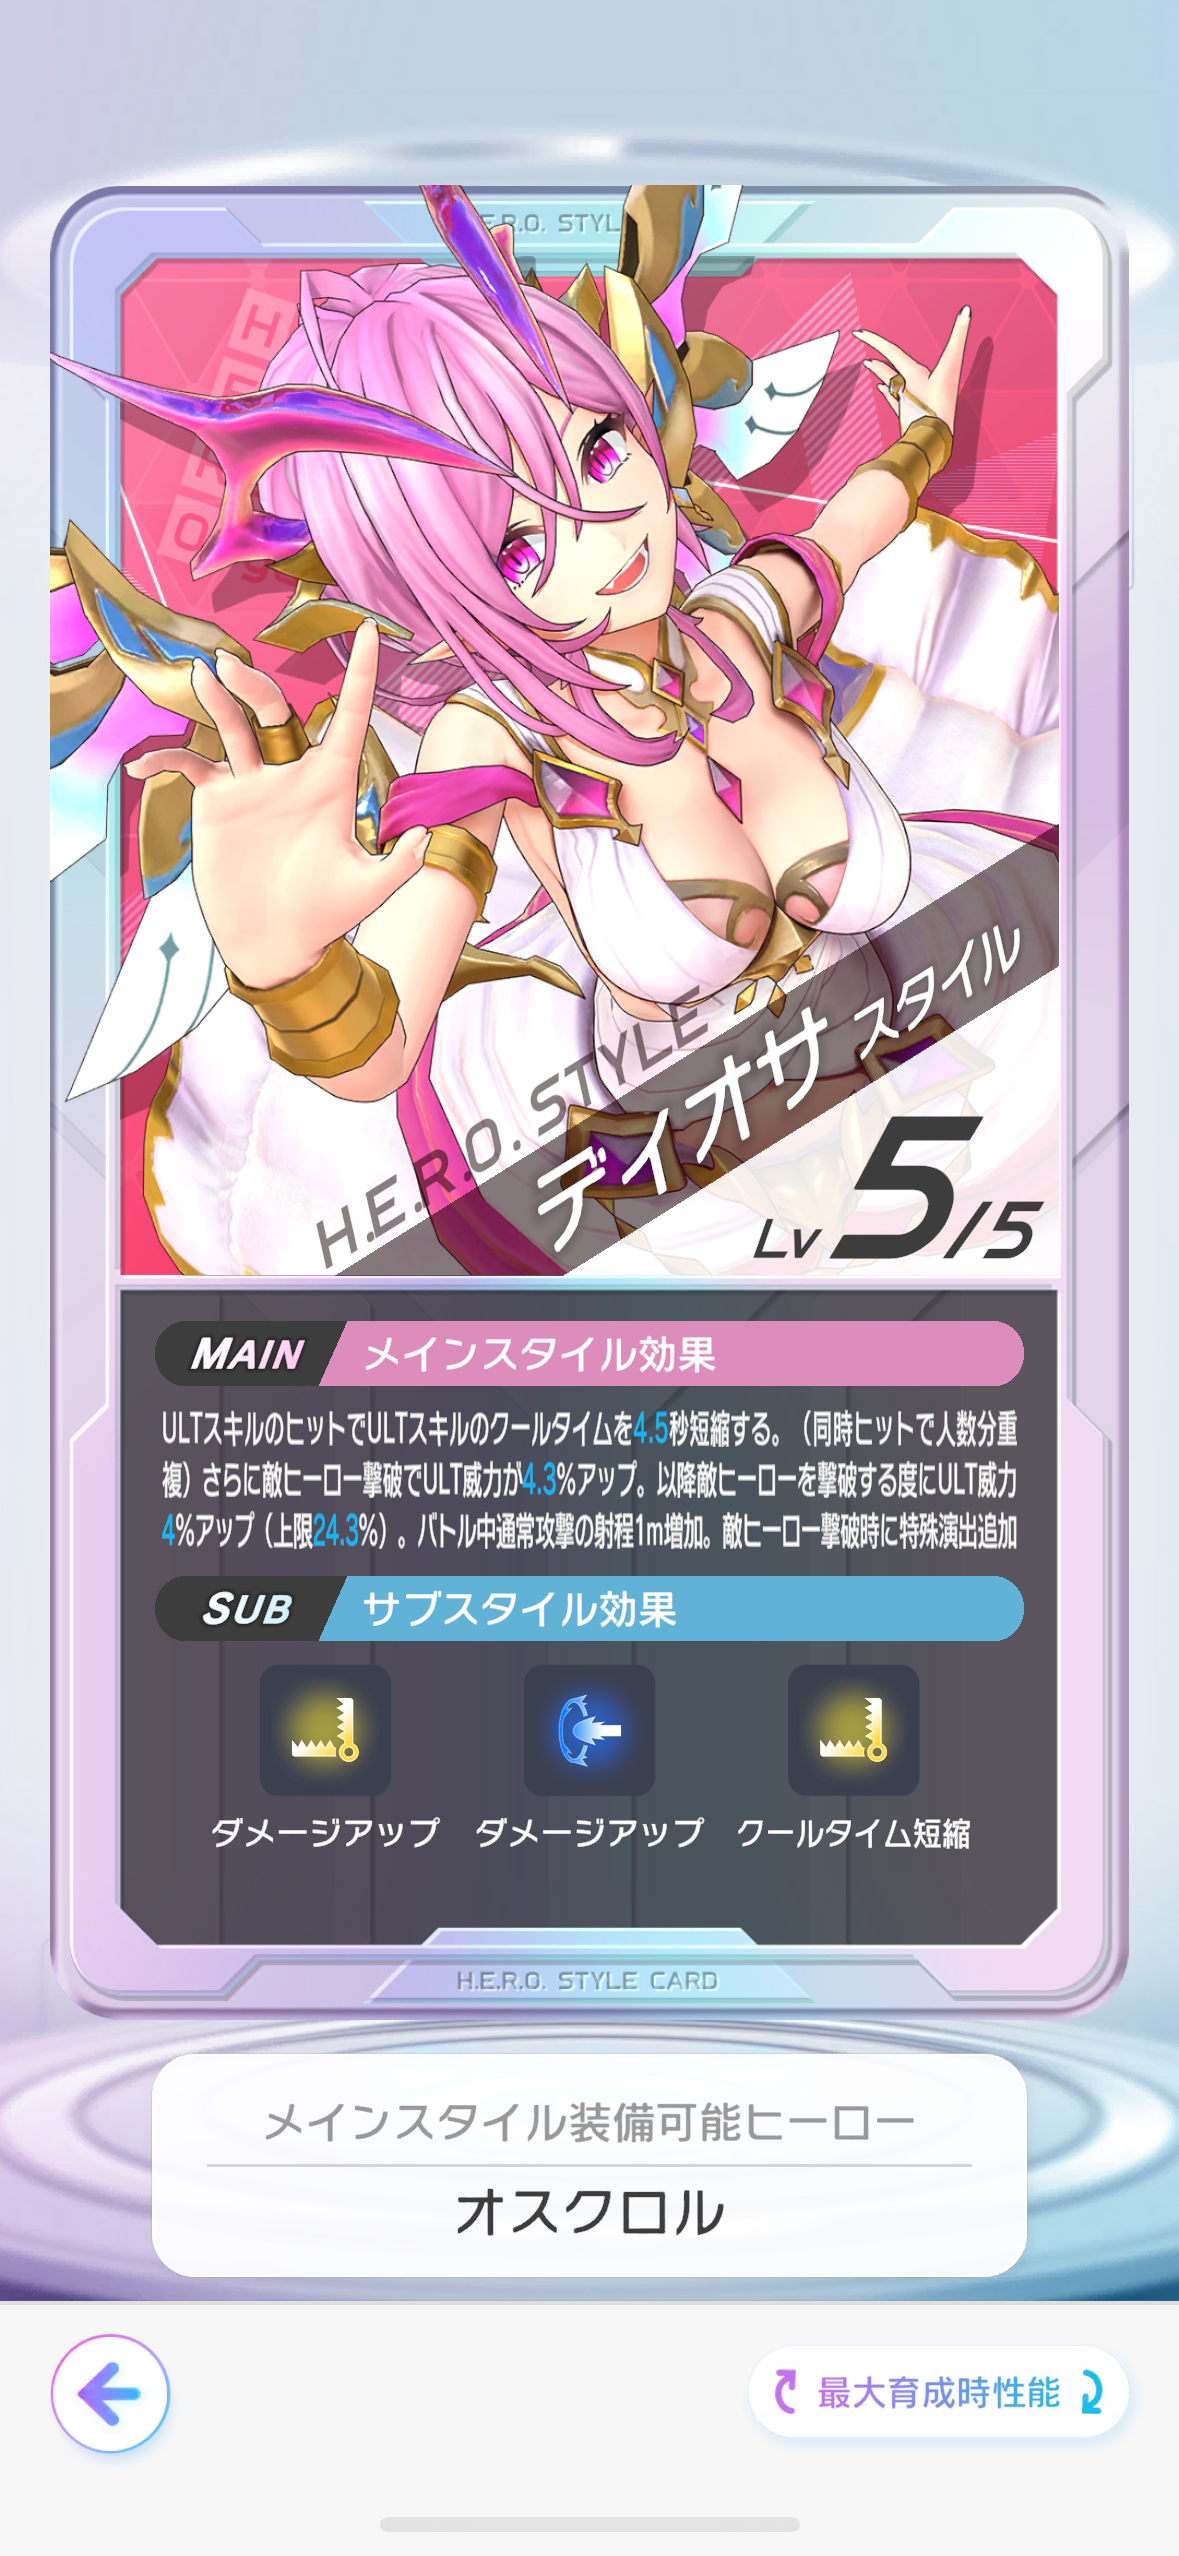 H.E.R.O. STYLE
ディオサ スタイル
Lv 5/5
MAIN メインスタイル効果
ULTスキルのヒットでULTスキルのクールタイムを4.5秒短縮する。（同時ヒットで人数分重
複）さらに敵ヒーロー撃破でULT威力が4.3%アップ。以降敵ヒーローを撃破する度にULT威力
4%アップ（上限24.3%）。バトル中通常攻撃の射程1m増加。敵ヒーロー撃破時に特殊演出追加
SUB サブスタイル効果
ダメージアップ ダメージアップ クールタイム短縮
H.E.R.O. STYLE CARD
メインスタイル装備可能ヒーロー
オスクロル
最大育成時性能